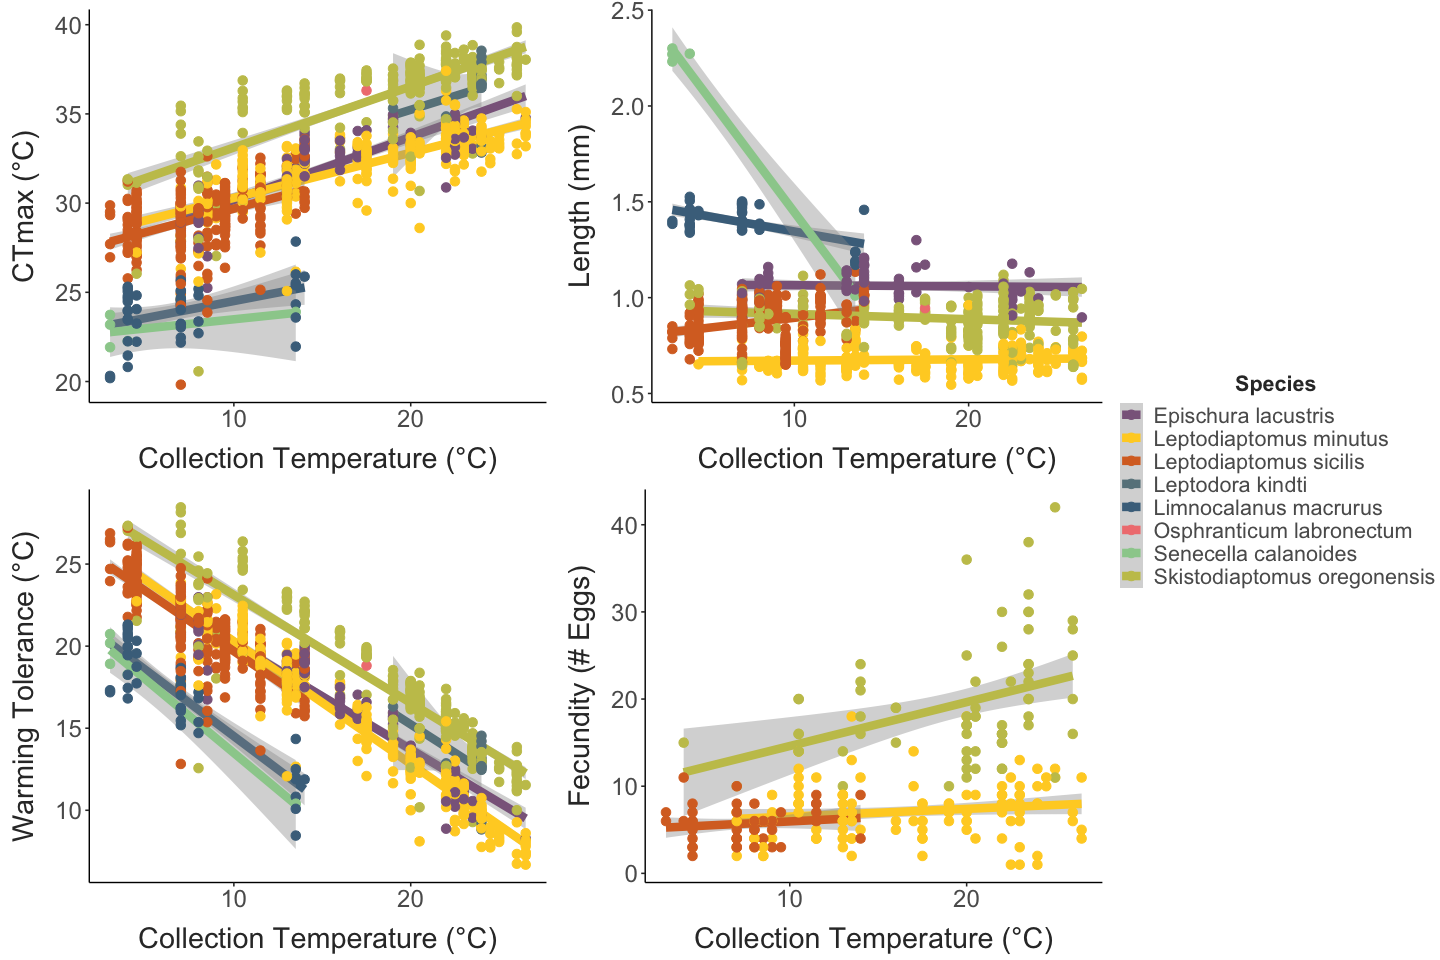 40
35
30
25
20
CTmax (°C)
10
20
Collection Temperature (°C)
2.5
2.0
1.5
1.0
0.5
Length (mm)
10
20
Collection Temperature (°C)
25
20
15
10
Warming Tolerance (°C)
10
20
Collection Temperature (°C)
40
30
20
10
0
Fecundity (# Eggs)
10
20
Collection Temperature (°C)
Species
Epischura lacustris
Leptodiaptomus minutus
Leptodiaptomus sicilis
Leptodora kindti
Limnocalanus macrurus
Osphranticum labronectum
Senecella calanoides
Skistodiaptomus oregonensis